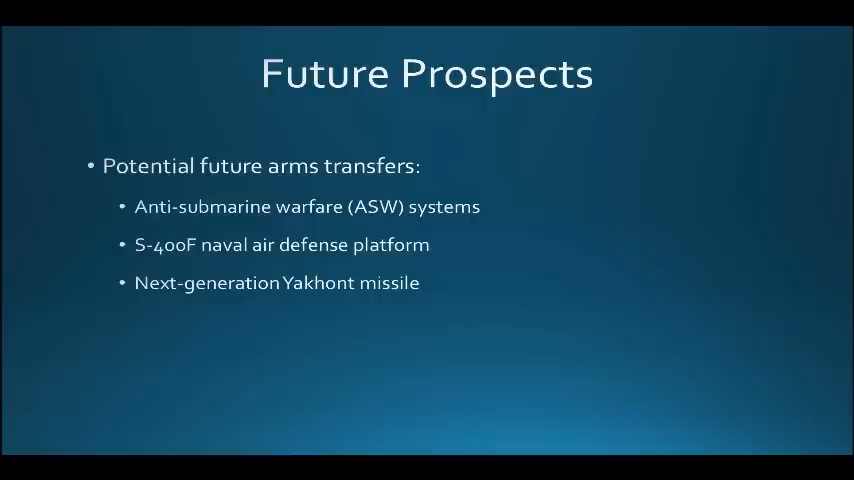 Future Prospects
• Potential future arms transfers:
• Anti-submarine warfare (ASW) systems
• S-400F naval air defense platform
• Next-generation Yakhont missile